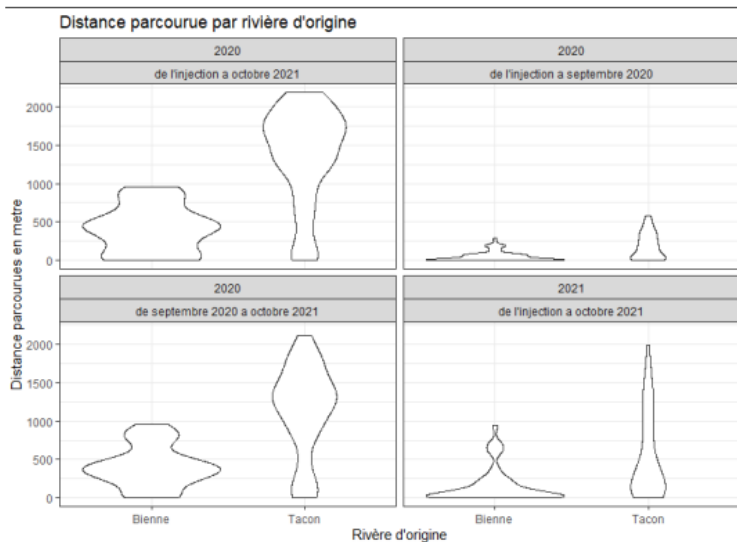 Distance parcourue par rivière d'origine
2020
2020
de l'injection a octobre 2021
de l'injection a septembre 2020
2000
1500
1000
500
0
2020
2021
de septembre 2020 a octobre 2021
de l'injection a octobre 2021
2000
1500
1000
500
0
Distance parcourues en metre
Bienne
Tacon
Bienne
Tacon
Rivère d'origine